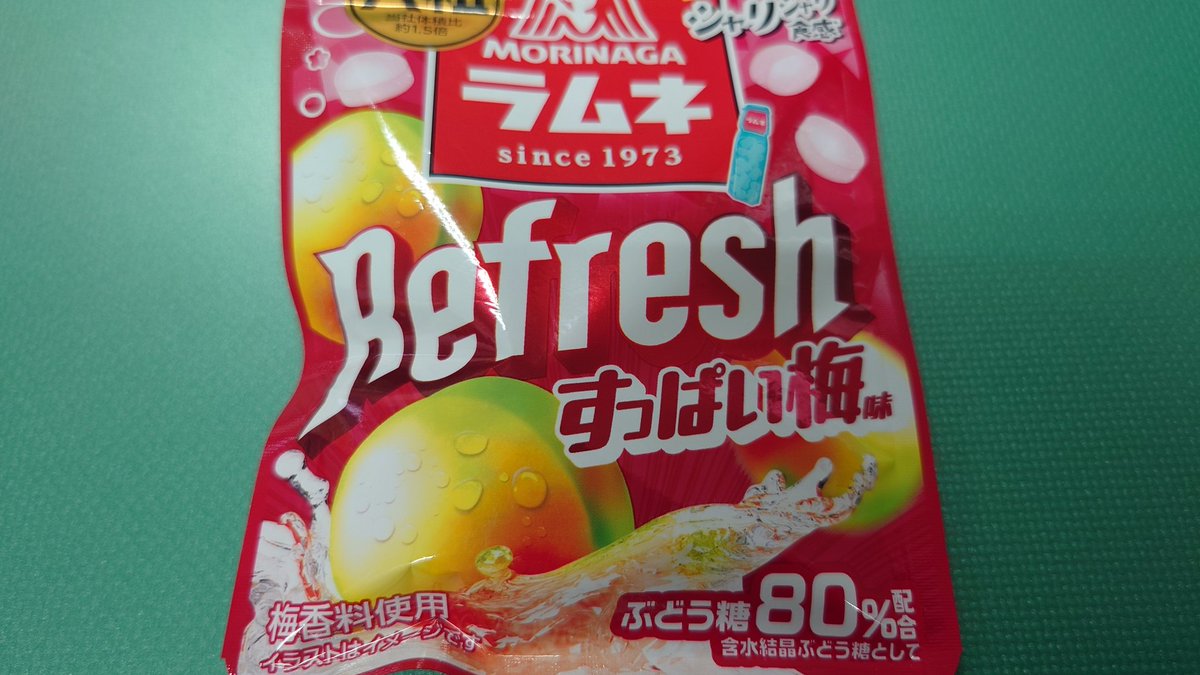 大粒
当社体積比
約1.5倍
シャリシャリ
食感
MORINAGA
ラムネ
since 1973
ラムネ
Refresh
すっぱい梅味
梅香料使用
イラストはイメージです
ぶどう糖80%配合
含水結晶ぶどう糖として